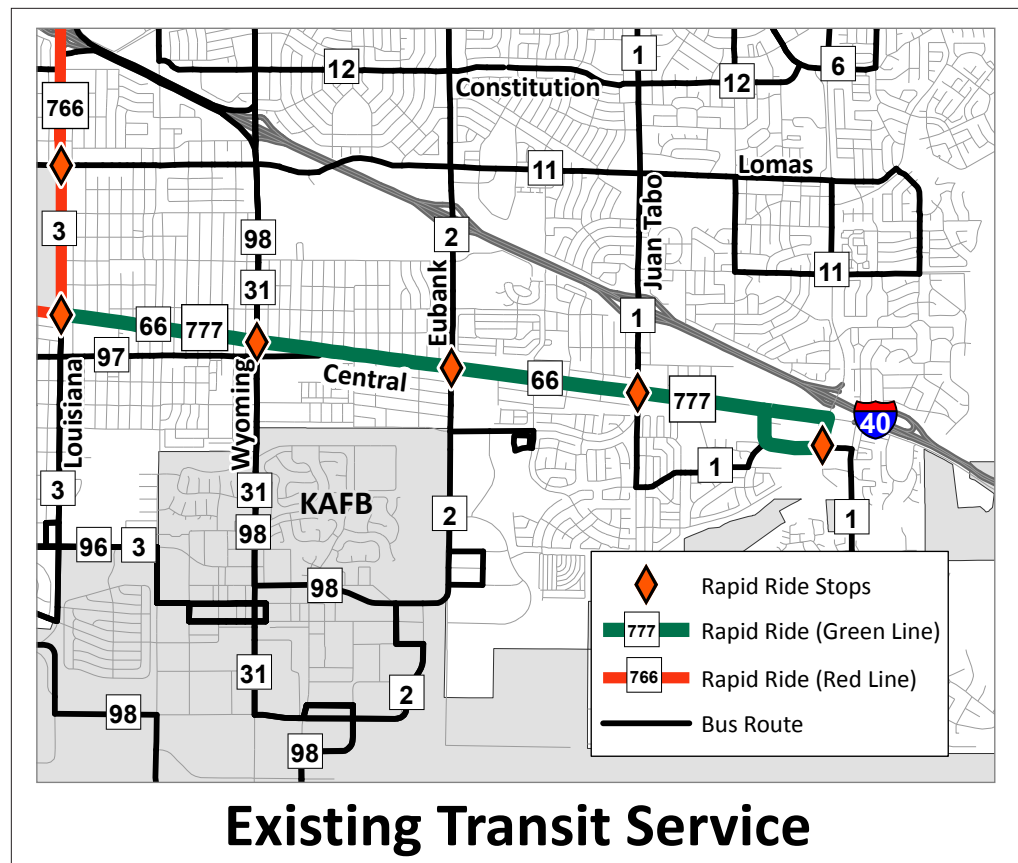 1
12
6
12
Constitution
766
11
Lomas
3
98
2
Juan Tabo
31
Eubank
1
66
777
97
Central
66
777
40
Louisiana
Wyoming
1
3
31
KAFB
2
1
96
3
98
98
Rapid Ride Stops
777
Rapid Ride (Green Line)
766
Rapid Ride (Red Line)
Bus Route
11
31
2
98
98
Existing Transit Service